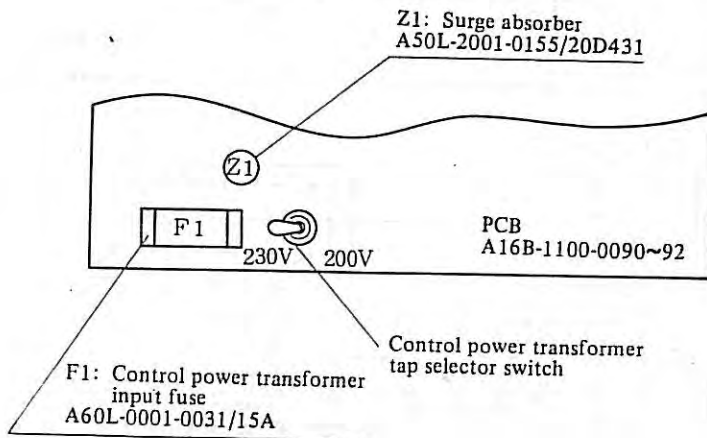 Z1: Surge absorber
A50L-2001-0155/20D431
Z1
F1
230V 200V
PCB
A16B-1100-0090~92
Control power transformer
tap selector switch
F1: Control power transformer
input fuse
A60L-0001-0031/15A